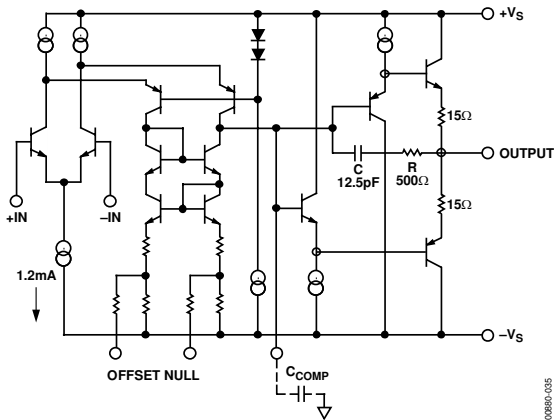 +VS
15Ω
OUTPUT
C
12.5pF
R
500Ω
15Ω
+IN
–IN
1.2mA
–VS
OFFSET NULL
CCOMP
00880-035